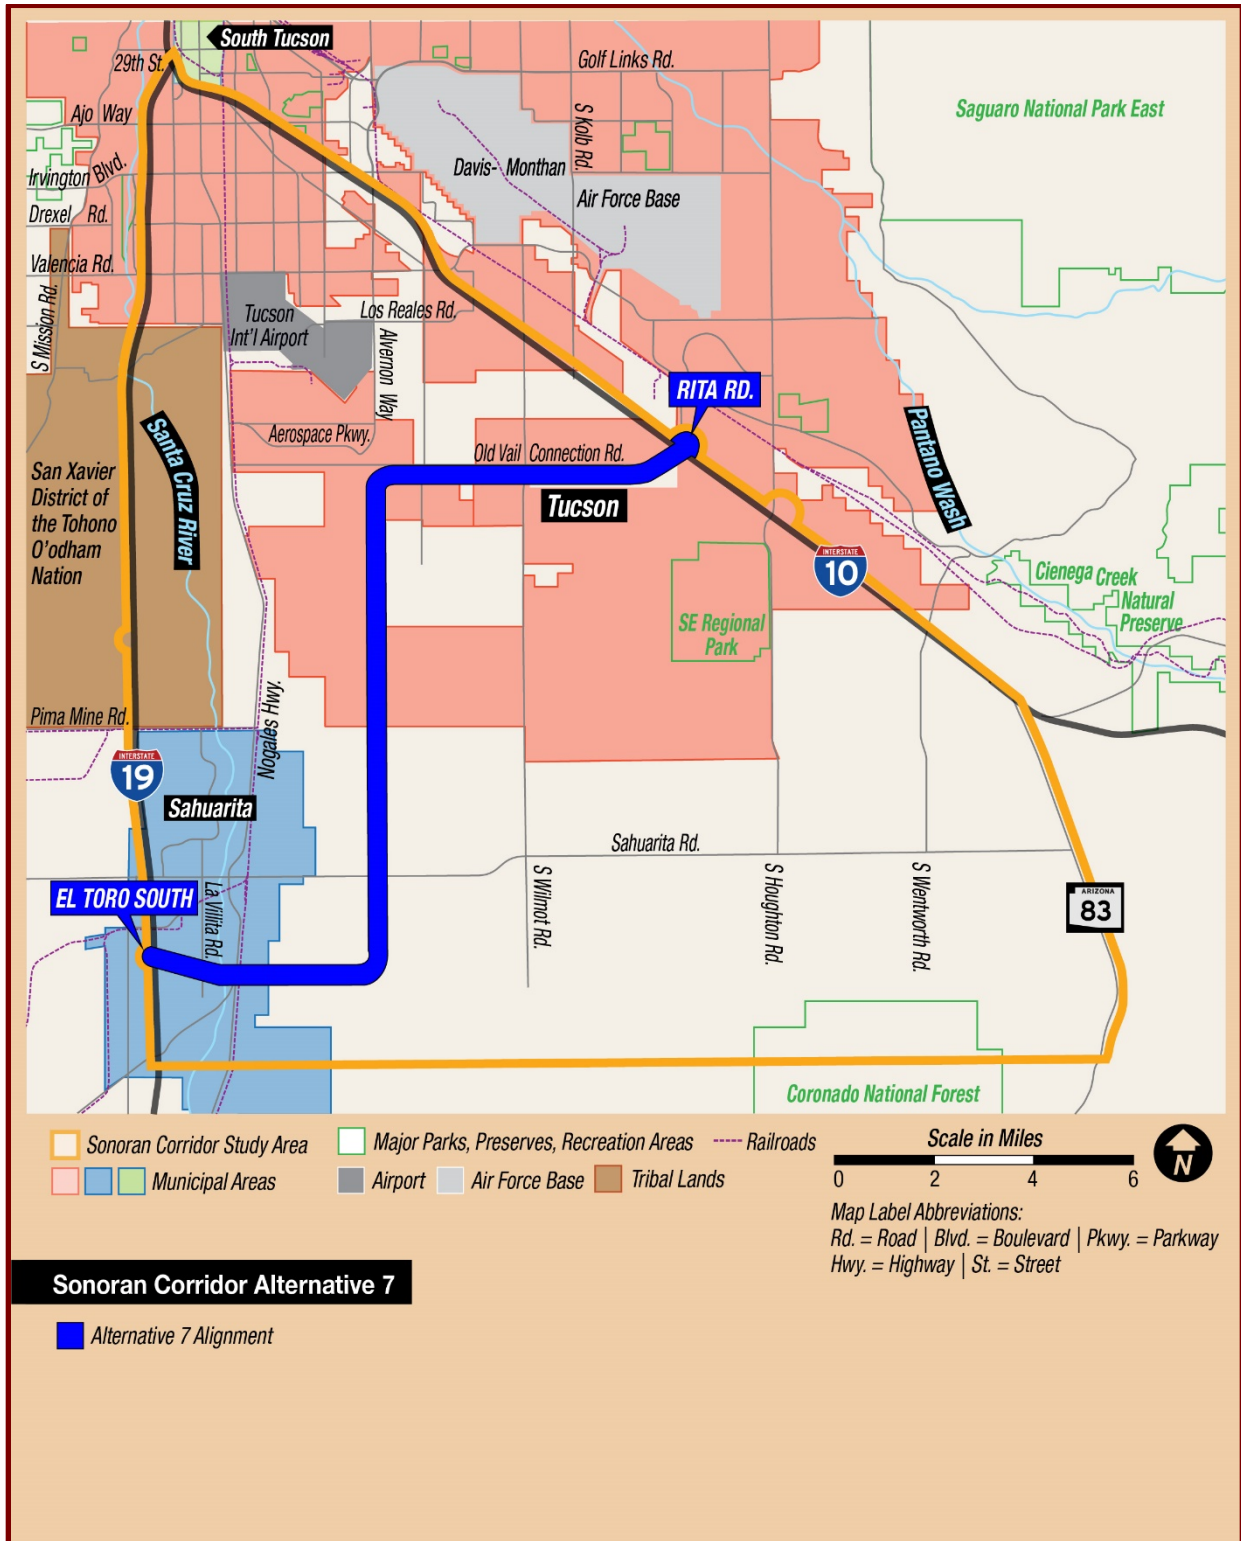 South Tucson
29th St.
Golf Links Rd.
Ajo Way
S Kolb Rd.
Saguaro National Park East
Irvington Blvd.
Davis- Monthan
Air Force Base
Drexel Rd.
Valencia Rd.
S Mission Rd.
Tucson
Int'l Airport
Los Reales Rd.
Alvernon Way
RITA RD.
Aerospace Pkwy.
Old Vail Connection Rd.
Santa Cruz River
Pantano Wash
San Xavier
District of
the Tohono
O'odham
Nation
Tucson
INTERSTATE
10
Cienega Creek
Natural
Preserve
SE Regional
Park
Pima Mine Rd.
Nogales Hwy.
INTERSTATE
19
Sahuarita
Sahuarita Rd.
EL TORO SOUTH
La Villita Rd.
S Wilmot Rd.
S Houghton Rd.
S Wentworth Rd.
ARIZONA
83
Coronado National Forest
Sonoran Corridor Study Area
Major Parks, Preserves, Recreation Areas
Railroads
Municipal Areas
Airport
Air Force Base
Tribal Lands
Scale in Miles
0 2 4 6
N
Map Label Abbreviations:
Rd. = Road | Blvd. = Boulevard | Pkwy. = Parkway
Hwy. = Highway | St. = Street
Sonoran Corridor Alternative 7
Alternative 7 Alignment